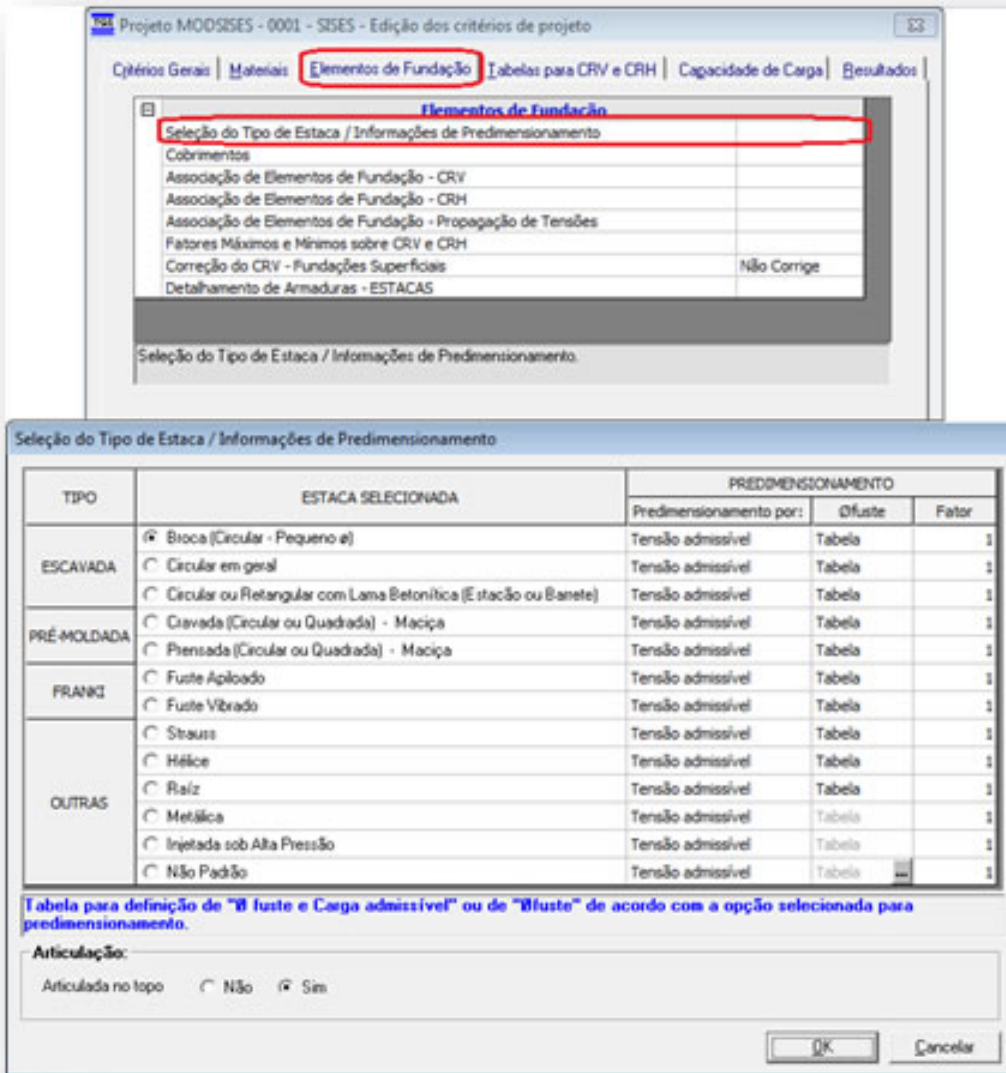 TQS Projeto MODSISES - 0001 - SISES - Edição dos critérios de projeto
Critérios Gerais | Materiais | Elementos de Fundação | Tabelas para CRV e CRH | Capacidade de Carga | Resultados
Elementos de Fundação
Seleção do Tipo de Estaca / Informações de Predimensionamento
Cobrimentos
Associação de Elementos de Fundação - CRV
Associação de Elementos de Fundação - CRH
Associação de Elementos de Fundação - Propagação de Tensões
Fatores Máximos e Mínimos sobre CRV e CRH
Correção do CRV - Fundações Superficiais Não Corrige
Detalhamento de Armaduras - ESTACAS
Seleção do Tipo de Estaca / Informações de Predimensionamento.
Seleção do Tipo de Estaca / Informações de Predimensionamento
TIPO ESTACA SELECIONADA PREDIMENSIONAMENTO
Predimensionamento por: Øfuste Fator
ESCAVADA
Broca (Circular - Pequeno ø) Tensão admissível Tabela 1
Circular em geral Tensão admissível Tabela 1
Circular ou Retangular com Lama Betonítica (Estacão ou Barrete) Tensão admissível Tabela 1
PRÉ-MOLDADA
Cravada (Circular ou Quadrada) - Maciça Tensão admissível Tabela 1
Prensada (Circular ou Quadrada) - Maciça Tensão admissível Tabela 1
FRANKI
Fuste Apiloado Tensão admissível Tabela 1
Fuste Vibrado Tensão admissível Tabela 1
OUTRAS
Strauss Tensão admissível Tabela 1
Hélice Tensão admissível Tabela 1
Raíz Tensão admissível Tabela 1
Metálica Tensão admissível Tabela 1
Injetada sob Alta Pressão Tensão admissível Tabela 1
Não Padrão Tensão admissível Tabela ... 1
Tabela para definição de "Ø fuste e Carga admissível" ou de "Øfuste" de acordo com a opção selecionada para
predimensionamento.
Articulação:
Articulada no topo Não Sim
OK Cancelar